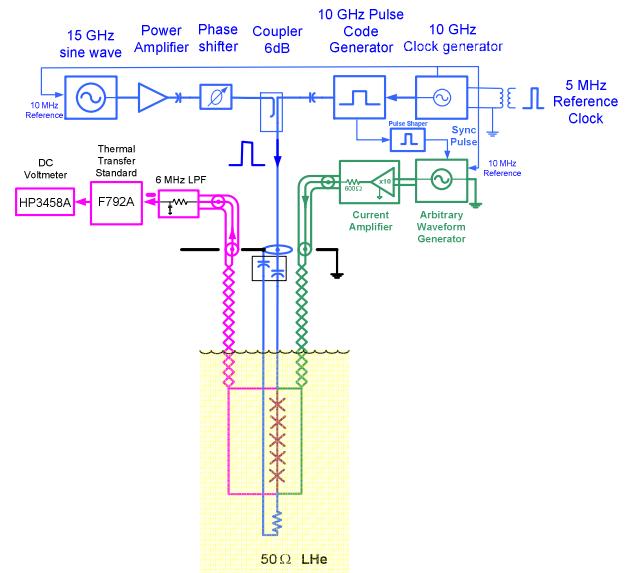 15 GHz
sine wave
Power
Amplifier
Phase
shifter
Coupler
6dB
10 GHz Pulse
Code
Generator
10 GHz
Clock generator
5 MHz
Reference
Clock
10 MHz
Reference
Pulse Shaper
Sync
Pulse
10 MHz
Reference
DC
Voltmeter
Thermal
Transfer
Standard
6 MHz LPF
HP3458A
F792A
600Ω
x10
Current
Amplifier
Arbitrary
Waveform
Generator
50Ω LHe